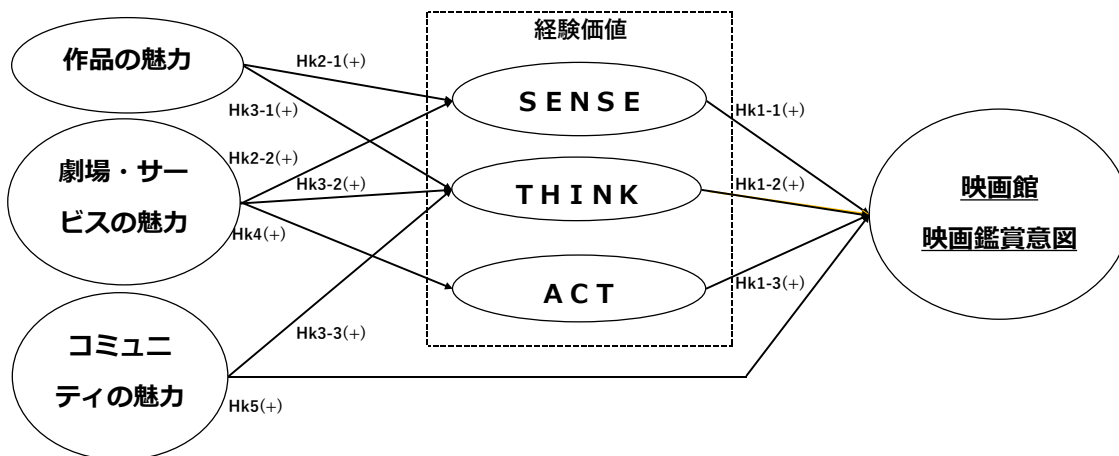 経験価値
作品の魅力
Hk2-1(+)
Hk3-1(+)
ＳＥＮＳＥ
Hk1-1(+)
劇場・サー
ビスの魅力
Hk2-2(+)
Hk3-2(+)
Hk4(+)
ＴＨＩＮＫ
Hk1-2(+)
映画館
映画鑑賞意図
ＡＣＴ
Hk1-3(+)
コミュニ
ティの魅力
Hk3-3(+)
Hk5(+)